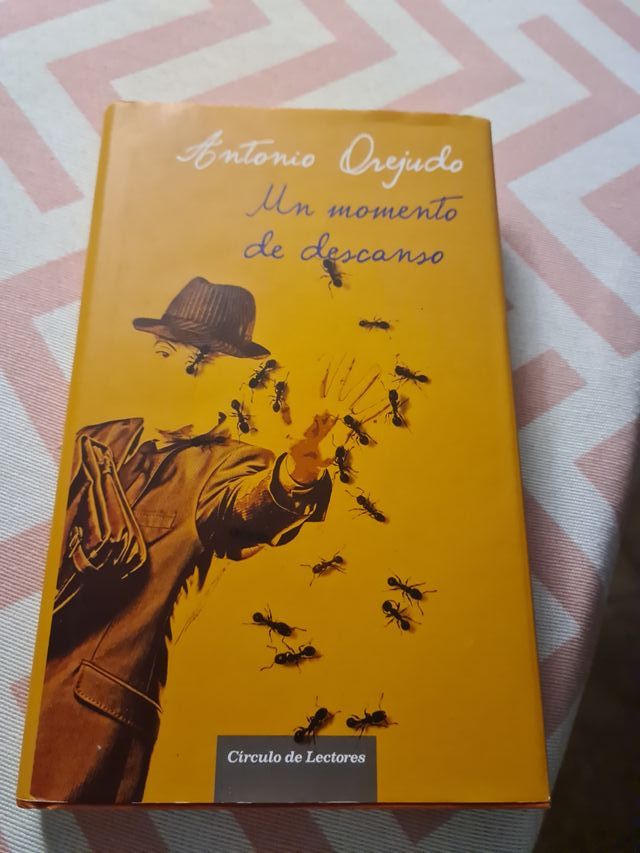 Antonio Orejudo
Un momento
de descanso
Círculo de Lectores